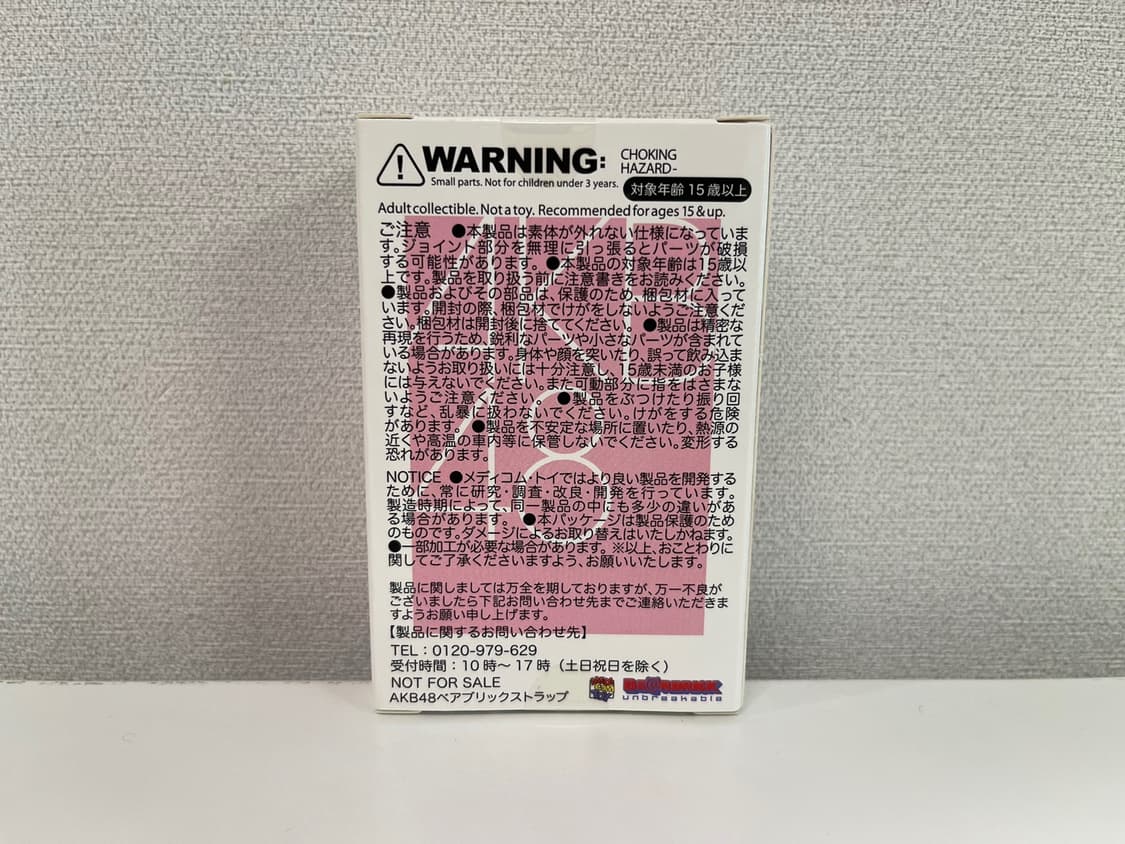 WARNING: CHOKING
HAZARD-
Small parts. Not for children under 3 years.
対象年齢 15 歳以上
Adult collectible. Not a toy. Recommended for ages 15 & up.
ご注意 ●本製品は素体が外れない仕様になっていま
す。ジョイント部分を無理に引っ張るとパーツが破損
する可能性があります。●本製品の対象年齢は15歳以
上です。製品を取り扱う前に注意書きをお読みください。
●製品およびその部品は、保護のため、梱包材に入って
います。開封の際、梱包材でけがをしないようご注意くだ
さい。梱包材は開封後に捨ててください。 ●製品は精密な
再現を行うため、鋭利なパーツや小さなパーツが含まれて
いる場合があります。身体や顔を突いたり、誤って飲み込ま
ないようお取り扱いには十分注意し、15歳未満のお子様
には与えないでください。また可動部分に指をはさまな
いようご注意ください。 ●製品をぶつけたり振り回
すなど、乱暴に扱わないでください。けがをする危険
があります。 ●製品を不安定な場所に置いたり、熱源の
近くや高温の車内等に保管しないでください。変形する
恐れがあります。
NOTICE ●メディコム・トイではより良い製品を開発する
ために、常に研究・調査・改良・開発を行っています。
製造時期によって、同一製品の中にも多少の違いがあ
る場合があります。 ●本パッケージは製品保護のため
のものです。ダメージによるお取り替えはいたしかねます。
●一部加工が必要な場合があります。※以上、おことわりに
関してご了承くださいますよう、お願いいたします。
製品に関しましては万全を期しておりますが、万一不良が
ございましたら下記お問い合わせ先までご連絡いただきま
すようお願い申し上げます。
【製品に関するお問い合わせ先】
TEL：0120-979-629
受付時間：10時～17時（土日祝日を除く）
NOT FOR SALE
AKB48ベアブリックストラップ
BE@RBRICK
unbreakable
AKB
48